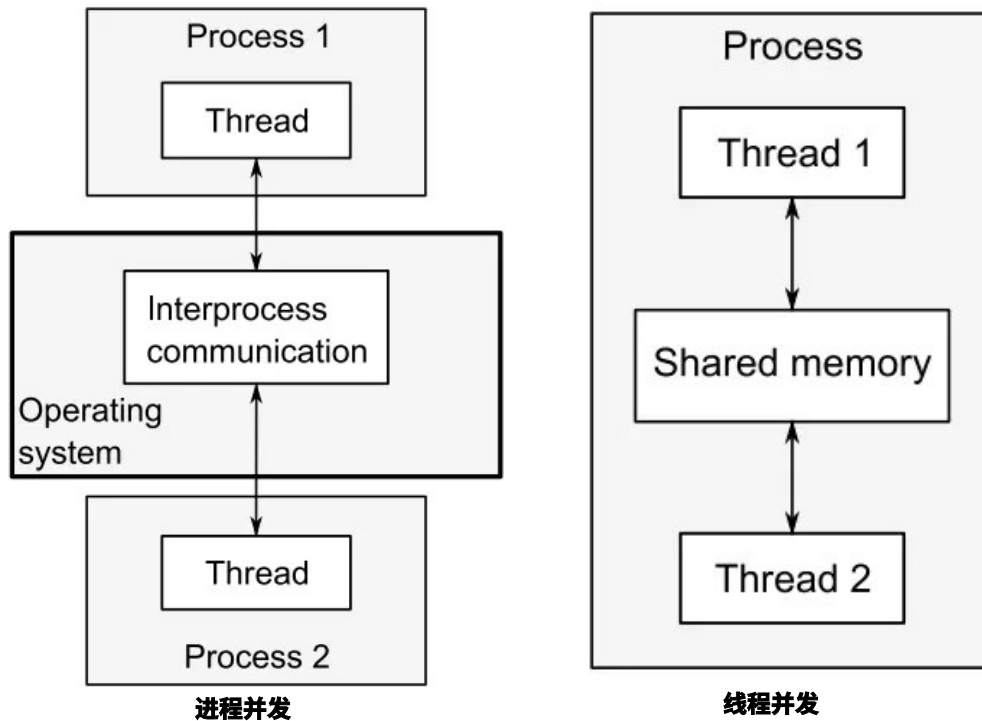 Process 1
Thread
Interprocess
communication
Operating
system
Thread
Process 2
进程并发
Process
Thread 1
Shared memory
Thread 2
线程并发